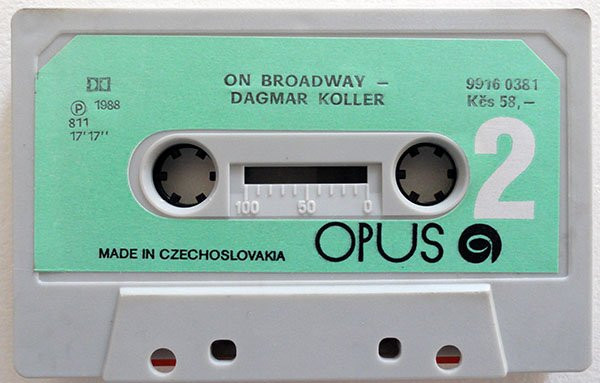 ON BROADWAY –
DAGMAR KOLLER
9916 0381
Kčs 58,–
Ⓟ 1988
811
17'17''
2
100 50 0
OPUS
MADE IN CZECHOSLOVAKIA